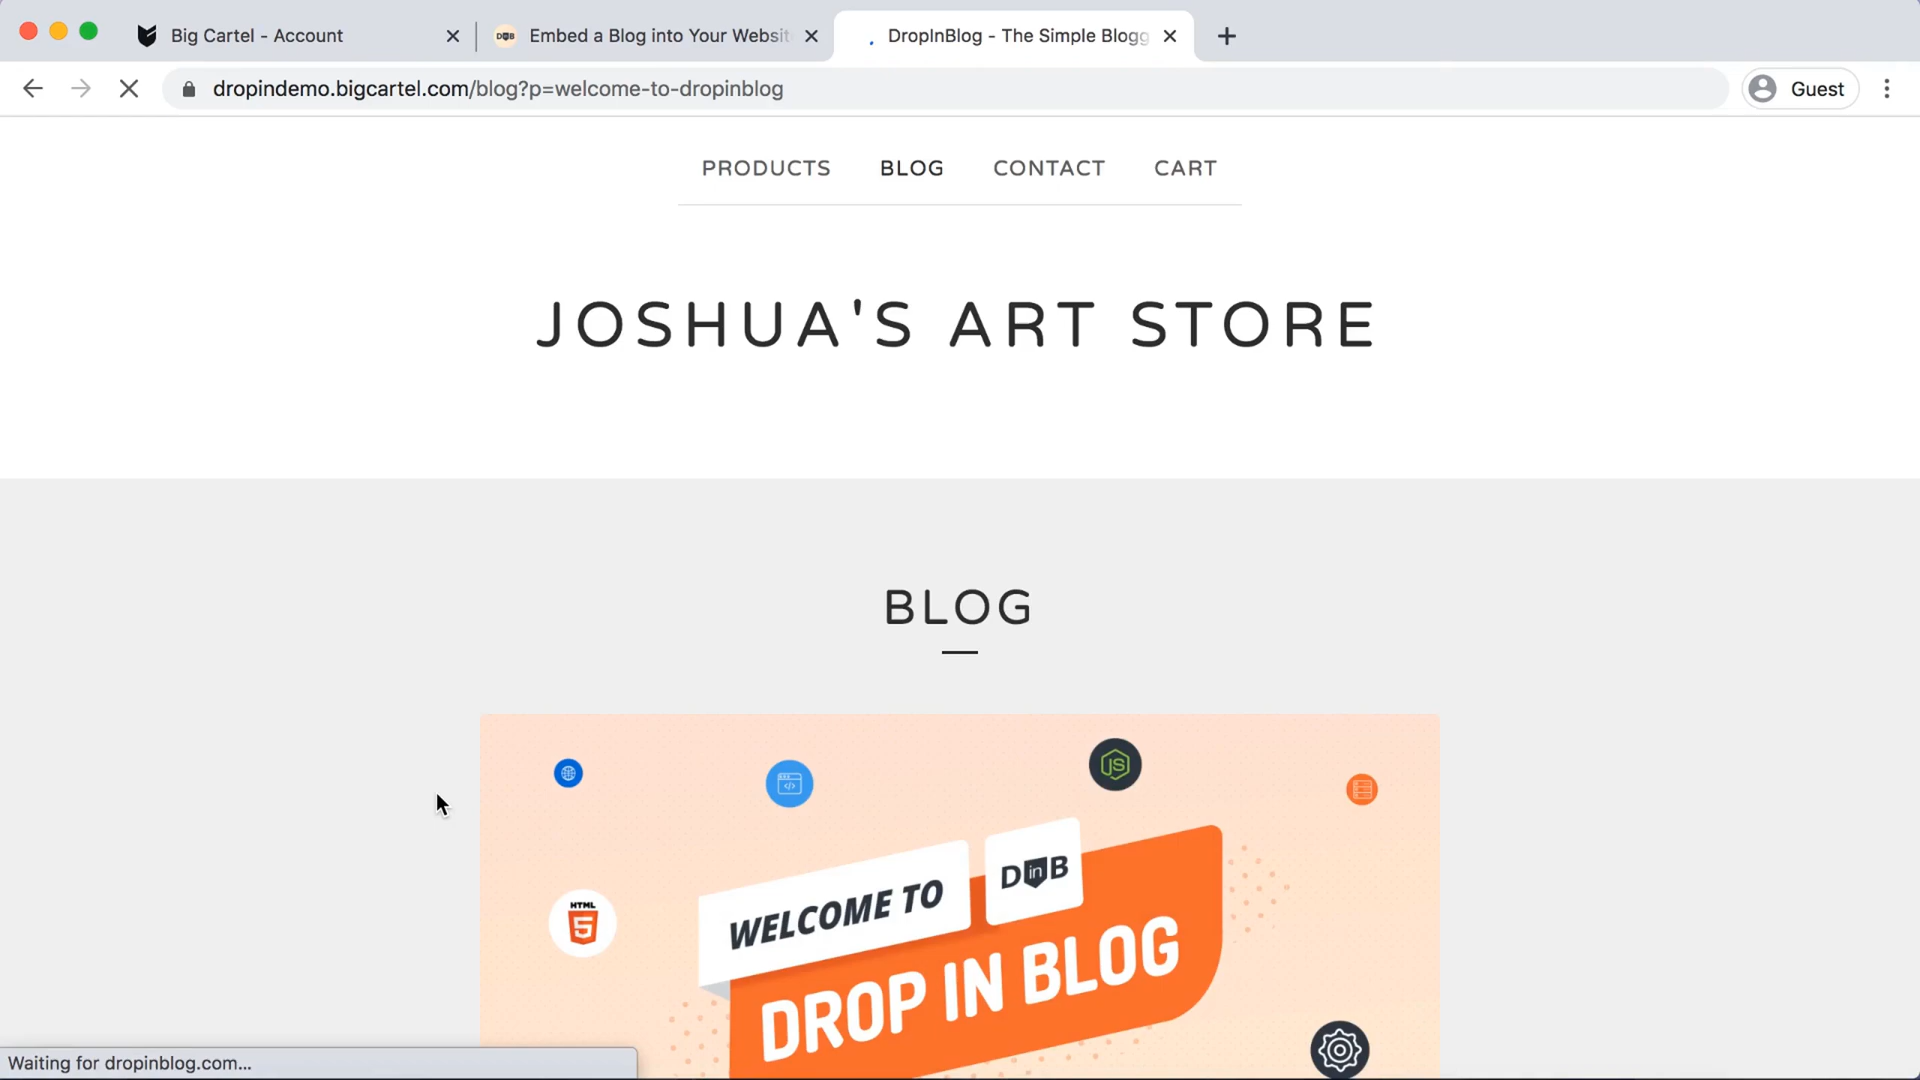 Big Cartel - Account
Embed a Blog into Your Websit
DropInBlog - The Simple Blogg
dropindemo.bigcartel.com/blog?p=welcome-to-dropinblog
Guest
PRODUCTS BLOG CONTACT CART
JOSHUA'S ART STORE
BLOG
JS
HTML
5
WELCOME TO
D in B
DROP IN BLOG
Waiting for dropinblog.com...